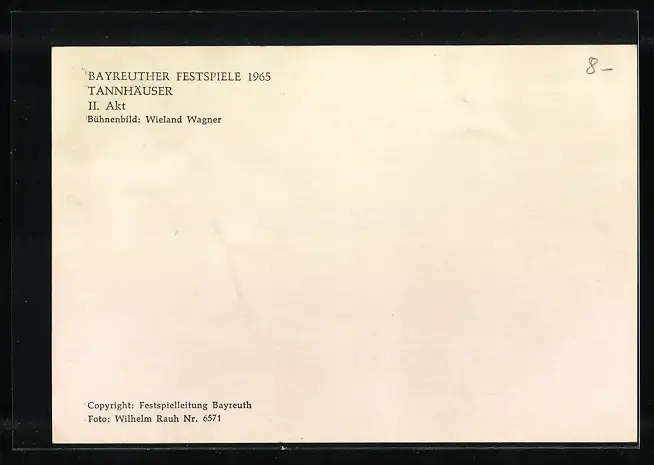 BAYREUTHER FESTSPIELE 1965
8-
TANNHÄUSER
II. Akt
Bühnenbild: Wieland Wagner
Copyright: Festspielleitung Bayreuth
Foto: Wilhelm Rauh Nr. 6571